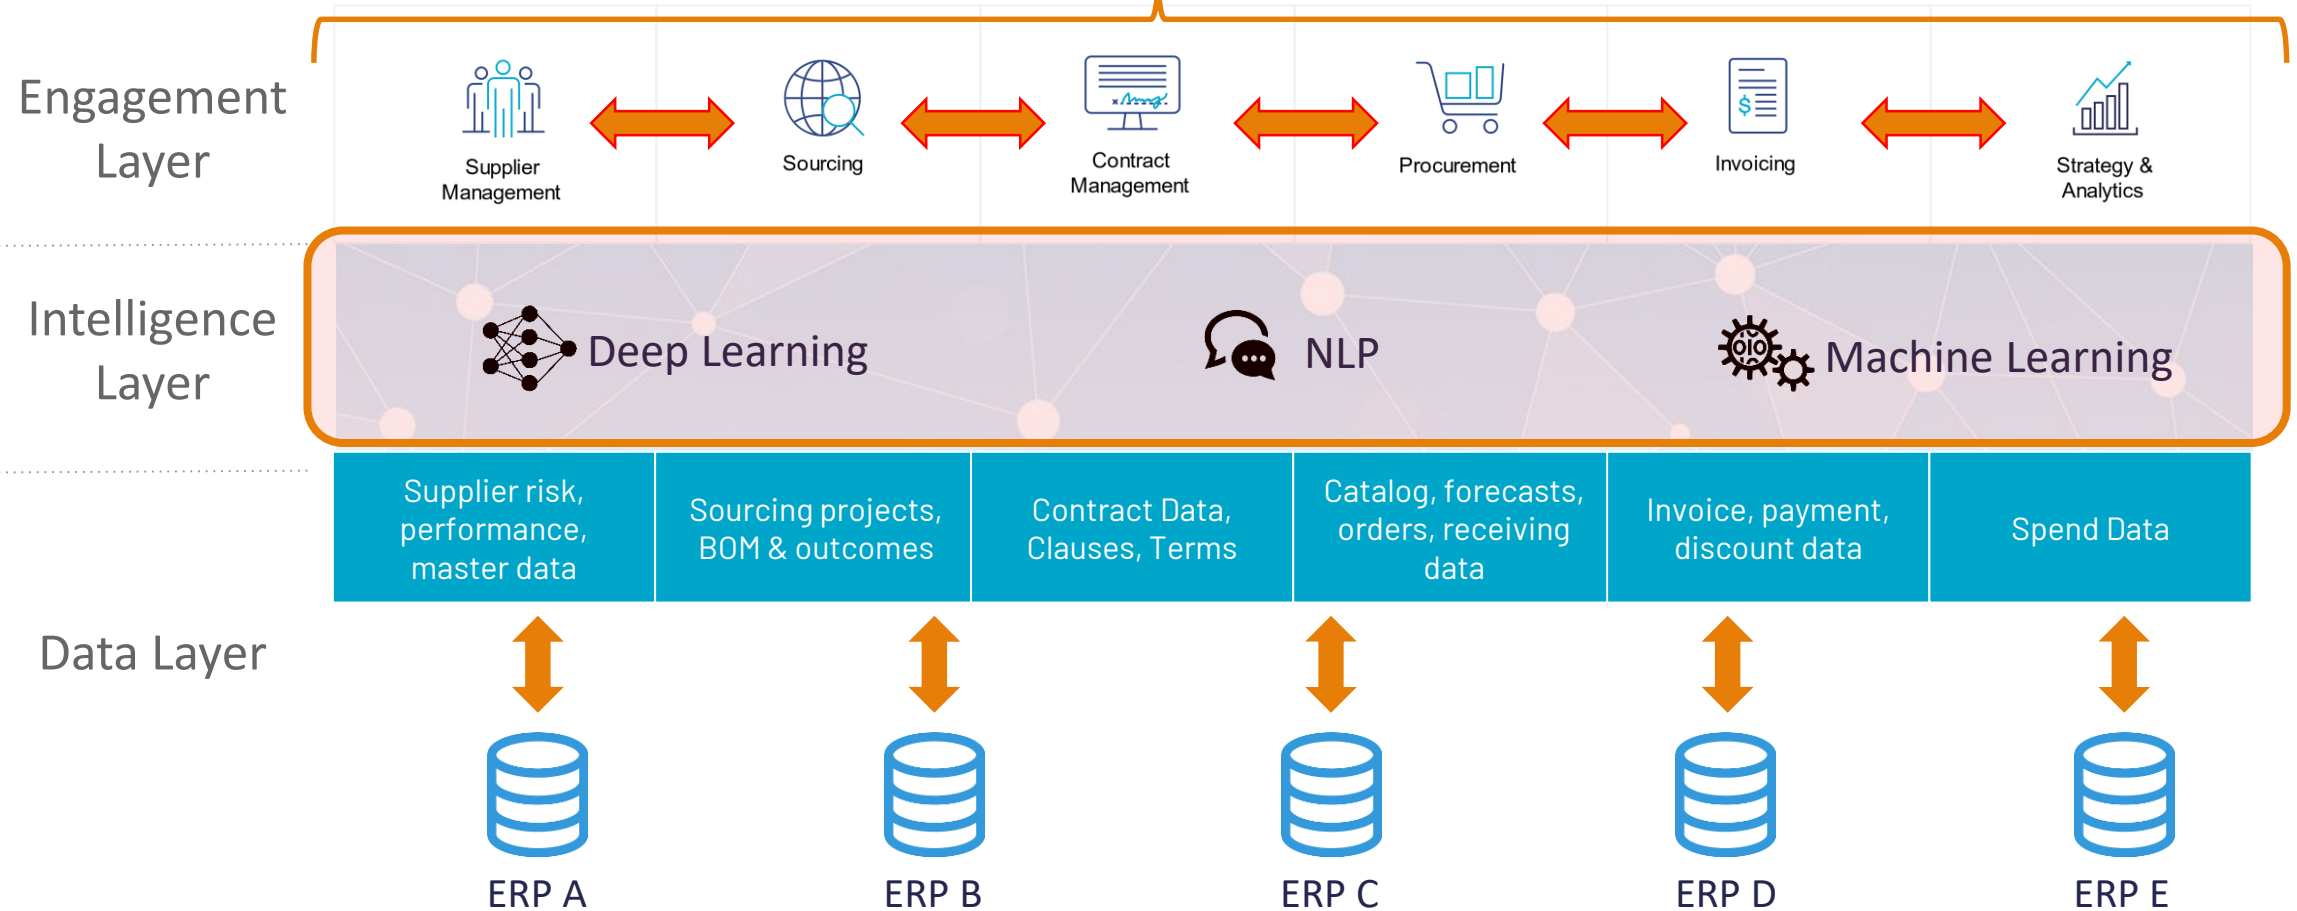 Engagement
Layer
Supplier
Management
Sourcing
Contract
Management
Procurement
Invoicing
Strategy &
Analytics
Intelligence
Layer
Deep Learning
NLP
Machine Learning
Supplier risk,
performance,
master data
Sourcing projects,
BOM & outcomes
Contract Data,
Clauses, Terms
Catalog, forecasts,
orders, receiving
data
Invoice, payment,
discount data
Spend Data
Data Layer
ERP A
ERP B
ERP C
ERP D
ERP E